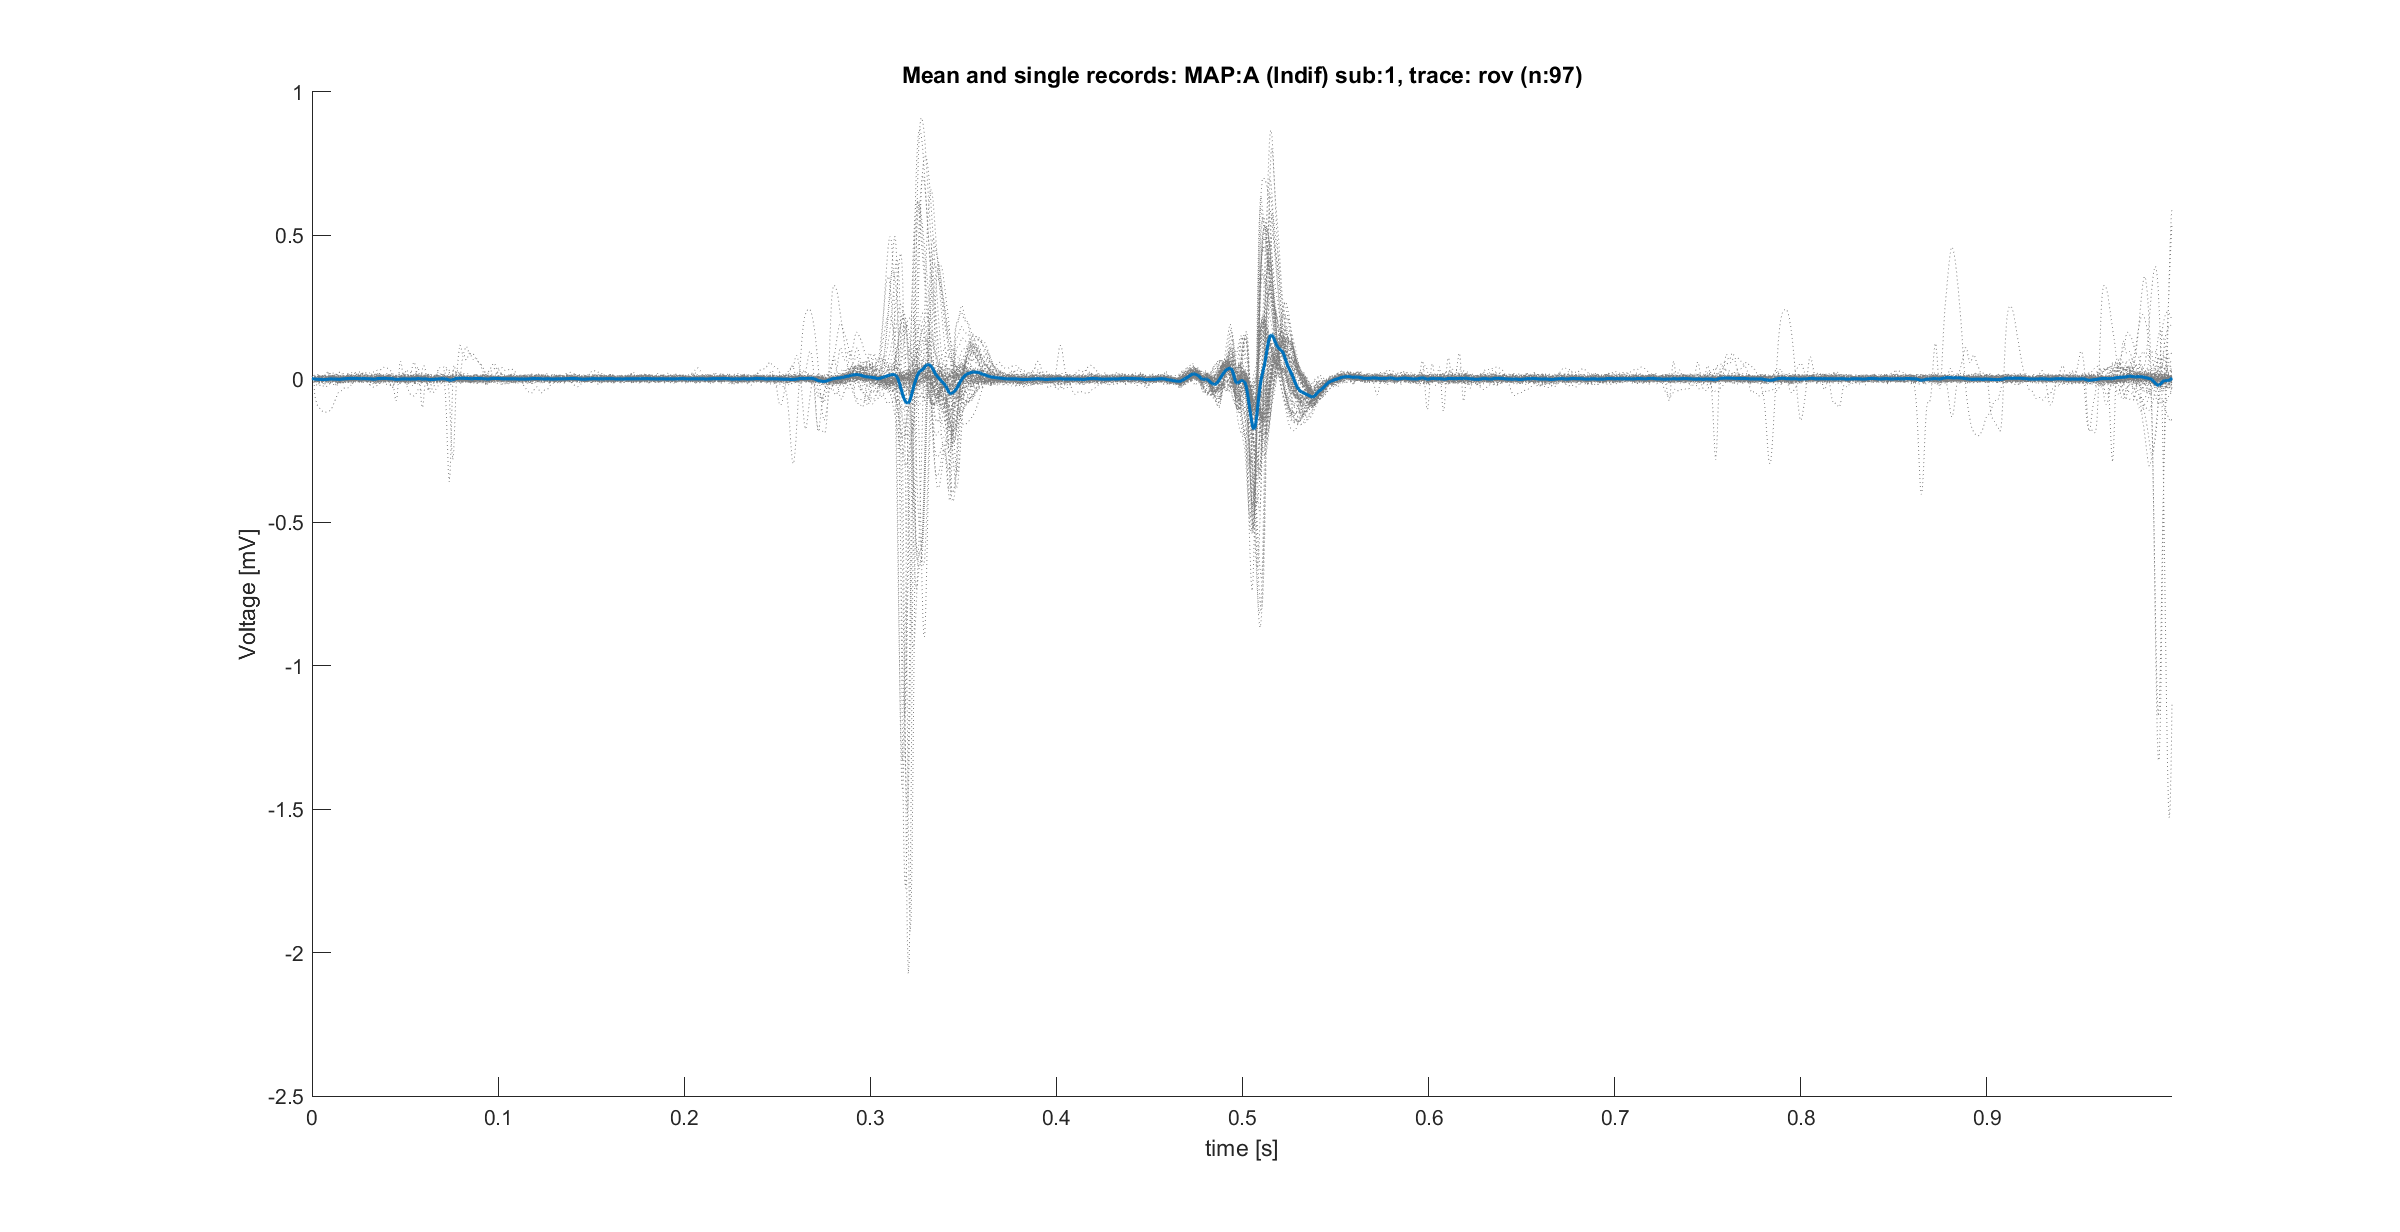 Mean and single records: MAP:A (Indif) sub:1, trace: rov (n:97)
1
0.5
0
-0.5
-1
-1.5
-2
-2.5
Voltage [mV]
0 0.1 0.2 0.3 0.4 0.5 0.6 0.7 0.8 0.9
time [s]